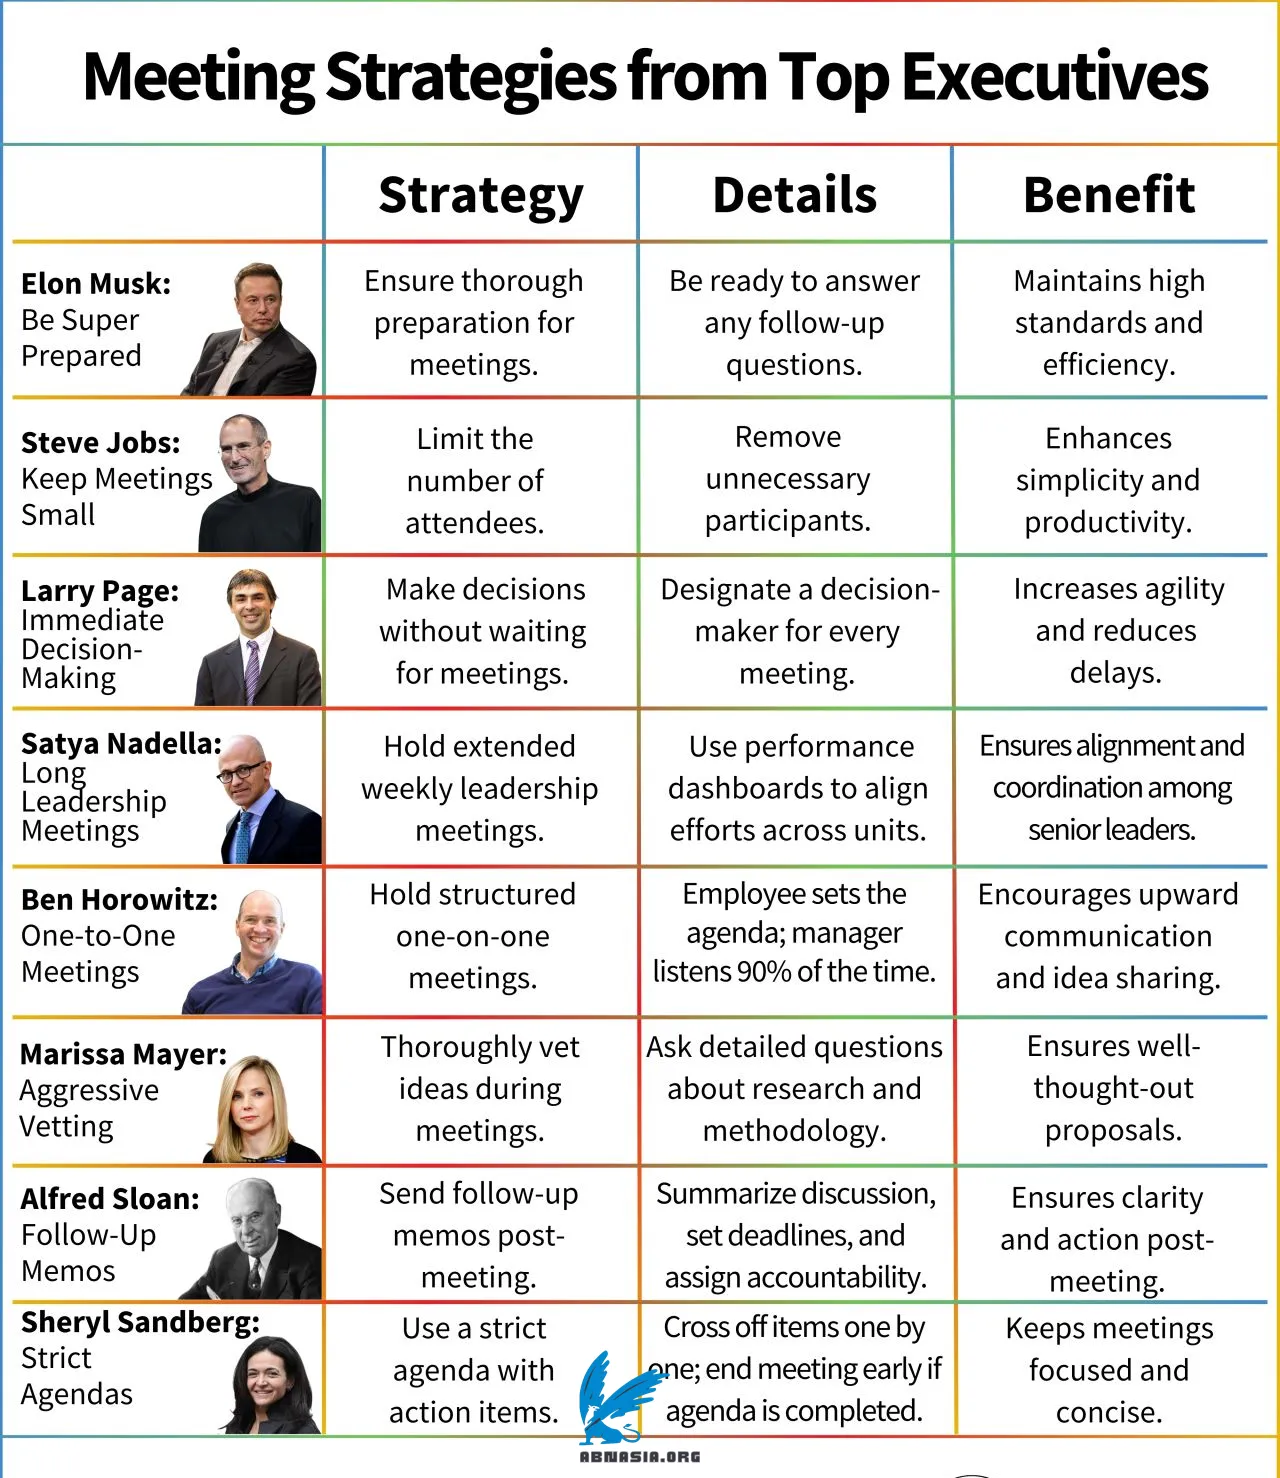 Meeting Strategies from Top Executives
Strategy
Details
Benefit
Elon Musk:
Be Super
Prepared
Ensure thorough
preparation for
meetings.
Be ready to answer
any follow-up
questions.
Maintains high
standards and
efficiency.
Steve Jobs:
Keep Meetings
Small
Limit the
number of
attendees.
Remove
unnecessary
participants.
Enhances
simplicity and
productivity.
Larry Page:
Immediate
Decision-
Making
Make decisions
without waiting
for meetings.
Designate a decision-
maker for every
meeting.
Increases agility
and reduces
delays.
Satya Nadella:
Long
Leadership
Meetings
Hold extended
weekly leadership
meetings.
Use performance
dashboards to align
efforts across units.
Ensures alignment and
coordination among
senior leaders.
Ben Horowitz:
One-to-One
Meetings
Hold structured
one-on-one
meetings.
Employee sets the
agenda; manager
listens 90% of the time.
Encourages upward
communication
and idea sharing.
Marissa Mayer:
Aggressive
Vetting
Thoroughly vet
ideas during
meetings.
Ask detailed questions
about research and
methodology.
Ensures well-
thought-out
proposals.
Alfred Sloan:
Follow-Up
Memos
Send follow-up
memos post-
meeting.
Summarize discussion,
set deadlines, and
assign accountability.
Ensures clarity
and action post-
meeting.
Sheryl Sandberg:
Strict
Agendas
Use a strict
agenda with
action items.
Cross off items one by
one; end meeting early if
agenda is completed.
Keeps meetings
focused and
concise.
ABNASIA.ORG